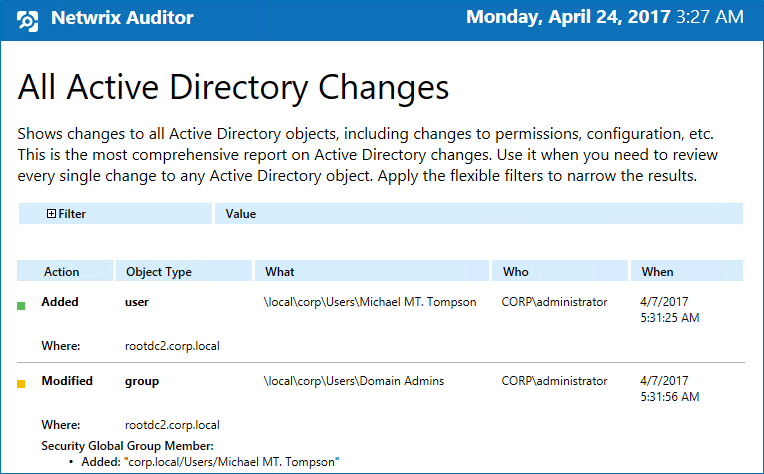 Netwrix Auditor
Monday, April 24, 2017 3:27 AM
All Active Directory Changes
Shows changes to all Active Directory objects, including changes to permissions, configuration, etc.
This is the most comprehensive report on Active Directory changes. Use it when you need to review
every single change to any Active Directory object. Apply the flexible filters to narrow the results.
Filter Value
Action Object Type What Who When
Added user \local\corp\Users\Michael MT. Tompson CORP\administrator 4/7/2017
5:31:25 AM
Where: rootdc2.corp.local
Modified group \local\corp\Users\Domain Admins CORP\administrator 4/7/2017
5:31:56 AM
Where: rootdc2.corp.local
Security Global Group Member:
• Added: "corp.local/Users/Michael MT. Tompson"